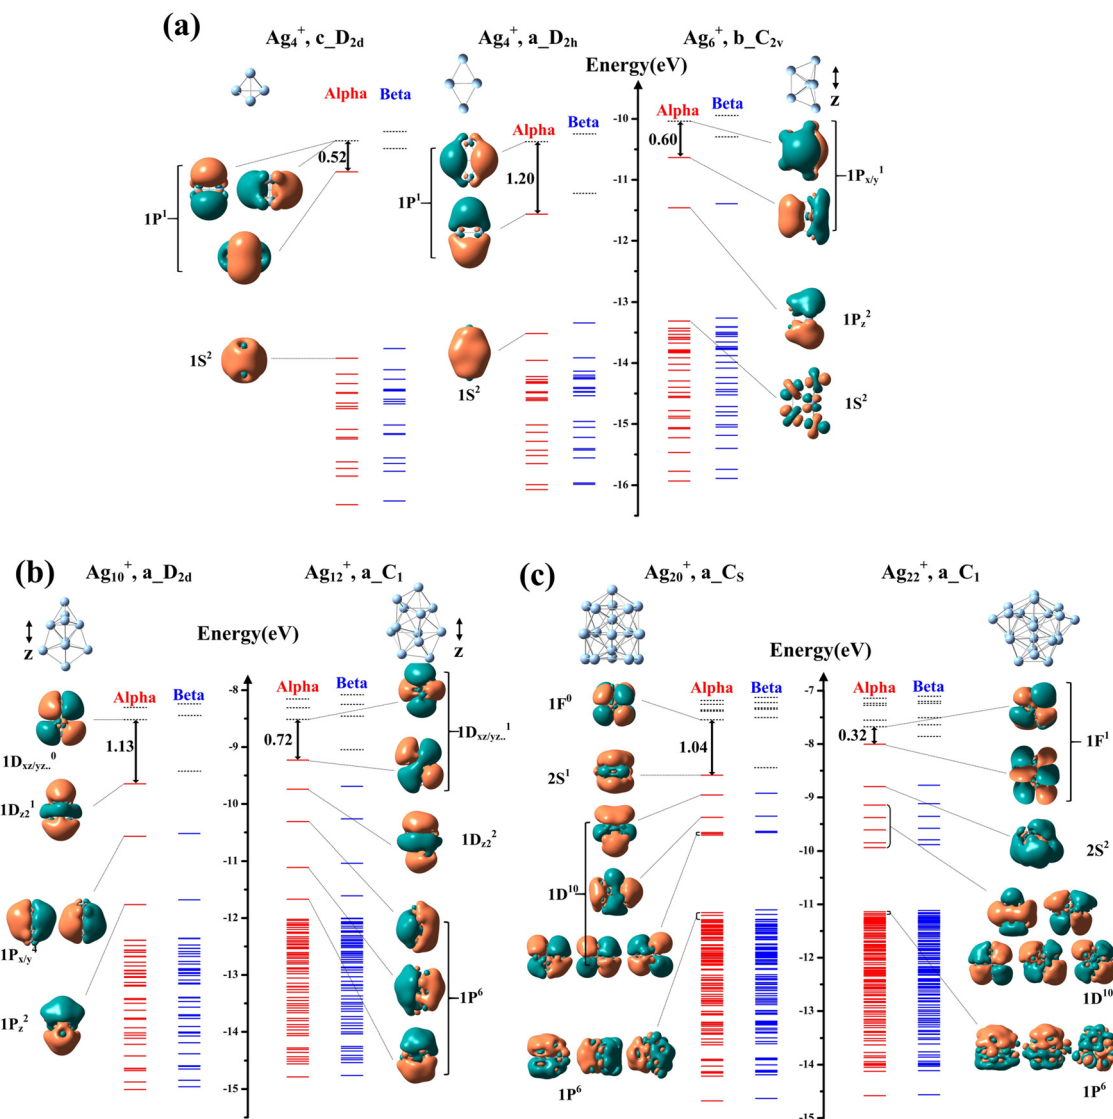 (a)
Ag₄⁺, c_D₂d
Ag₄⁺, a_D₂h
Ag₆⁺, b_C₂v
Energy(eV)
Alpha
Beta
Alpha
Beta
Alpha
Beta
z
-10
-11
-12
-13
-14
-15
-16
0.52
1.20
0.60
1P¹
1P¹
1Px/y¹
1Pz²
1S²
1S²
1S²
(b)
Ag₁₀⁺, a_D₂d
Ag₁₂⁺, a_C₁
z
Energy(eV)
z
Alpha
Beta
Alpha
Beta
-8
-9
-10
-11
-12
-13
-14
-15
1.13
0.72
1Dxz/yz..⁰
1Dz2¹
1Px/y⁴
1Pz²
1Dxz/yz..¹
1Dz2²
1P⁶
(c)
Ag₂₀⁺, a_CS
Ag₂₂⁺, a_C₁
Energy(eV)
Alpha
Beta
Alpha
Beta
-7
-8
-9
-10
-11
-12
-13
-14
-15
1.04
0.32
1F⁰
2S¹
1D¹⁰
1P⁶
1F¹
2S²
1D¹⁰
1P⁶